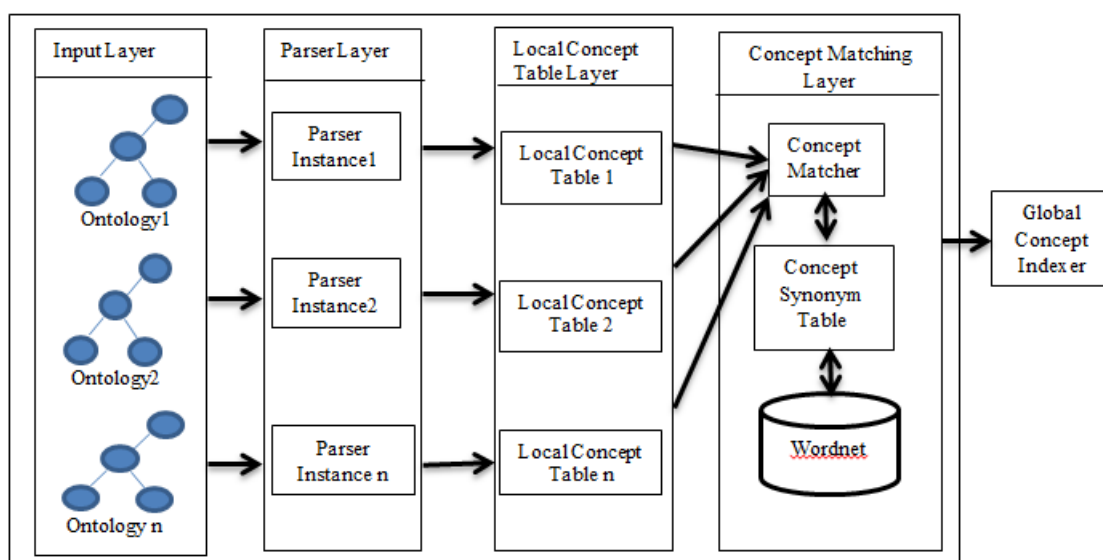 Input Layer
Ontology1
Ontology2
Ontology n
Parser Layer
Parser
Instance1
Parser
Instance2
Parser
Instance n
Local Concept
Table Layer
Local Concept
Table 1
Local Concept
Table 2
Local Concept
Table n
Concept Matching
Layer
Concept
Matcher
Concept
Synonym
Table
Wordnet
Global
Concept
Indexer